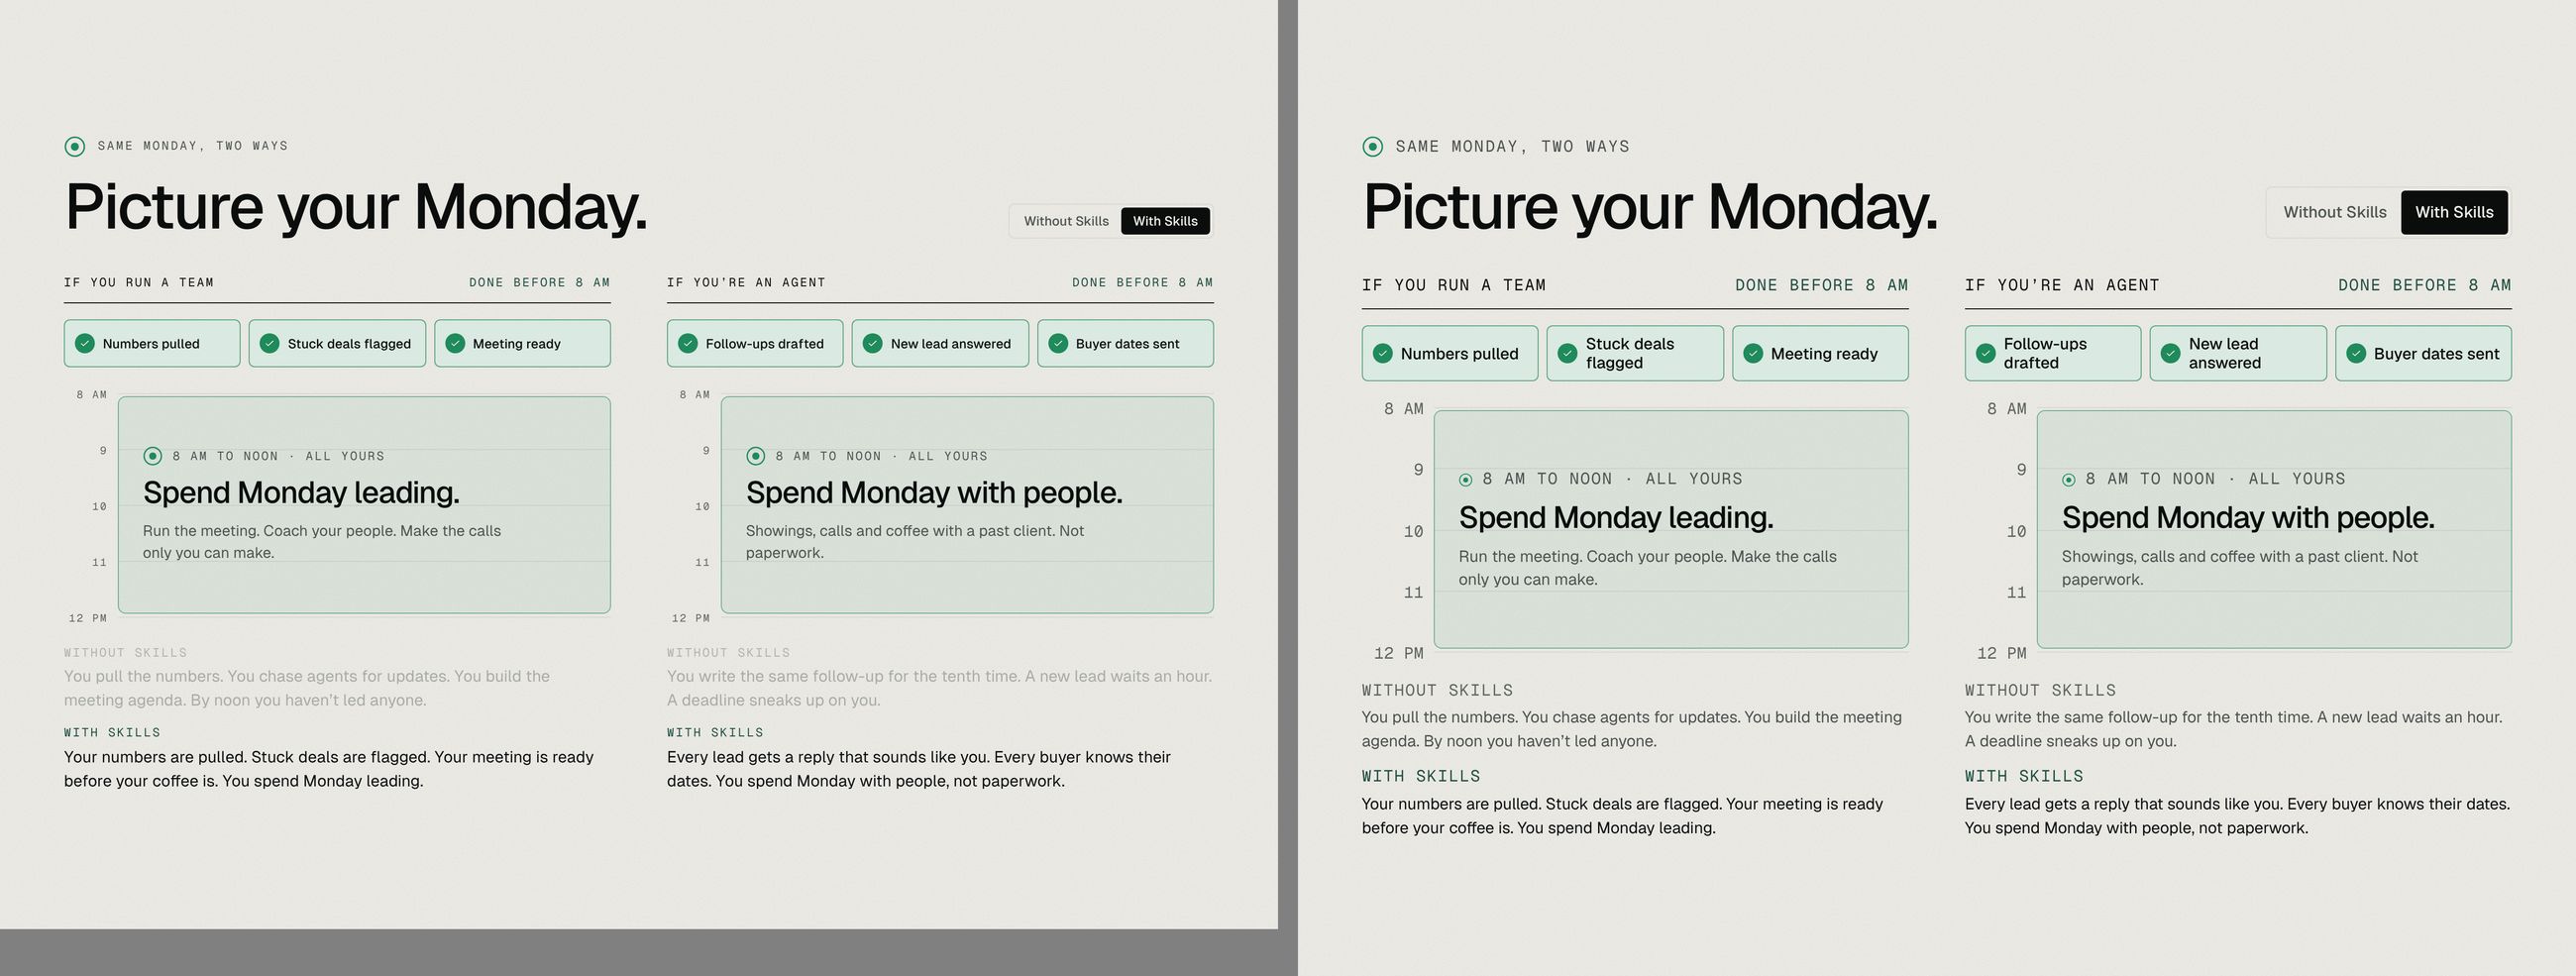 SAME MONDAY, TWO WAYS
Picture your Monday.
Without Skills With Skills
IF YOU RUN A TEAM DONE BEFORE 8 AM
Numbers pulled
Stuck deals flagged
Meeting ready
8 AM
9
10
11
12 PM
8 AM TO NOON · ALL YOURS
Spend Monday leading.
Run the meeting. Coach your people. Make the calls
only you can make.
WITHOUT SKILLS
You pull the numbers. You chase agents for updates. You build the
meeting agenda. By noon you haven’t led anyone.
WITH SKILLS
Your numbers are pulled. Stuck deals are flagged. Your meeting is ready
before your coffee is. You spend Monday leading.
IF YOU’RE AN AGENT DONE BEFORE 8 AM
Follow-ups drafted
New lead answered
Buyer dates sent
8 AM
9
10
11
12 PM
8 AM TO NOON · ALL YOURS
Spend Monday with people.
Showings, calls and coffee with a past client. Not
paperwork.
WITHOUT SKILLS
You write the same follow-up for the tenth time. A new lead waits an hour.
A deadline sneaks up on you.
WITH SKILLS
Every lead gets a reply that sounds like you. Every buyer knows their
dates. You spend Monday with people, not paperwork.
SAME MONDAY, TWO WAYS
Picture your Monday.
Without Skills With Skills
IF YOU RUN A TEAM DONE BEFORE 8 AM
Numbers pulled
Stuck deals
flagged
Meeting ready
8 AM
9
10
11
12 PM
8 AM TO NOON · ALL YOURS
Spend Monday leading.
Run the meeting. Coach your people. Make the calls
only you can make.
WITHOUT SKILLS
You pull the numbers. You chase agents for updates. You build the meeting
agenda. By noon you haven’t led anyone.
WITH SKILLS
Your numbers are pulled. Stuck deals are flagged. Your meeting is ready
before your coffee is. You spend Monday leading.
IF YOU’RE AN AGENT DONE BEFORE 8 AM
Follow-ups
drafted
New lead
answered
Buyer dates sent
8 AM
9
10
11
12 PM
8 AM TO NOON · ALL YOURS
Spend Monday with people.
Showings, calls and coffee with a past client. Not
paperwork.
WITHOUT SKILLS
You write the same follow-up for the tenth time. A new lead waits an hour.
A deadline sneaks up on you.
WITH SKILLS
Every lead gets a reply that sounds like you. Every buyer knows their dates.
You spend Monday with people, not paperwork.